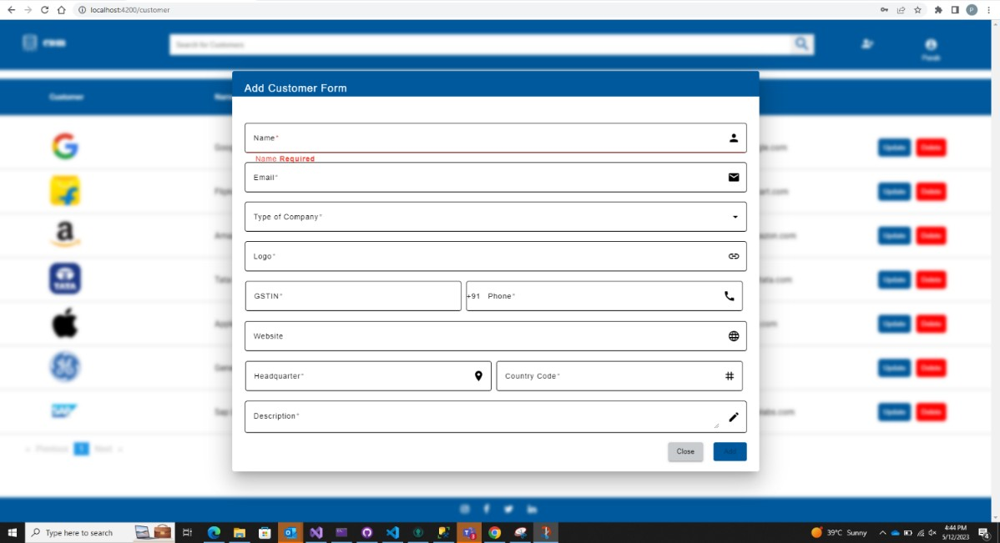 localhost:4200/customer
P
Search for Customers
Customer
Add Customer Form
Name*
Name Required
Email*
Type of Company*
Logo*
GSTIN*
+91 Phone*
Website
Headquarter*
Country Code*
#
Description*
Close
Add
a
TATA
SAP
Update Delete
Update Delete
Update Delete
Update Delete
Update Delete
Update Delete
Update Delete
« Previous 1 Next »
Type here to search
39°C Sunny
4:44 PM
5/12/2023
4